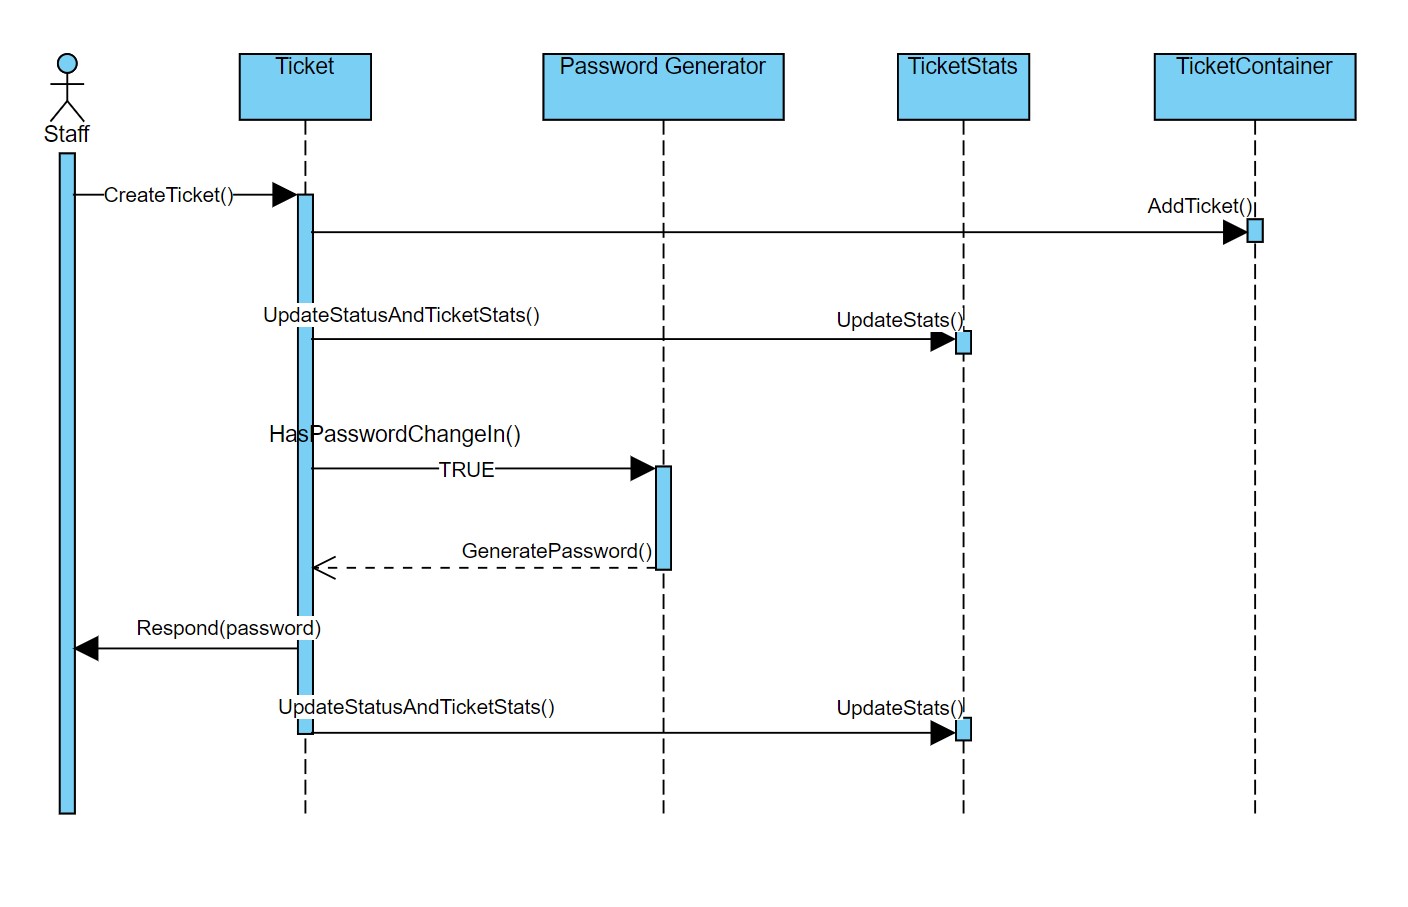 Ticket
Password Generator
TicketStats
TicketContainer
Staff
CreateTicket()
AddTicket()
UpdateStatusAndTicketStats()
UpdateStats()
HasPasswordChangeIn()
TRUE
GeneratePassword()
Respond(password)
UpdateStatusAndTicketStats()
UpdateStats()